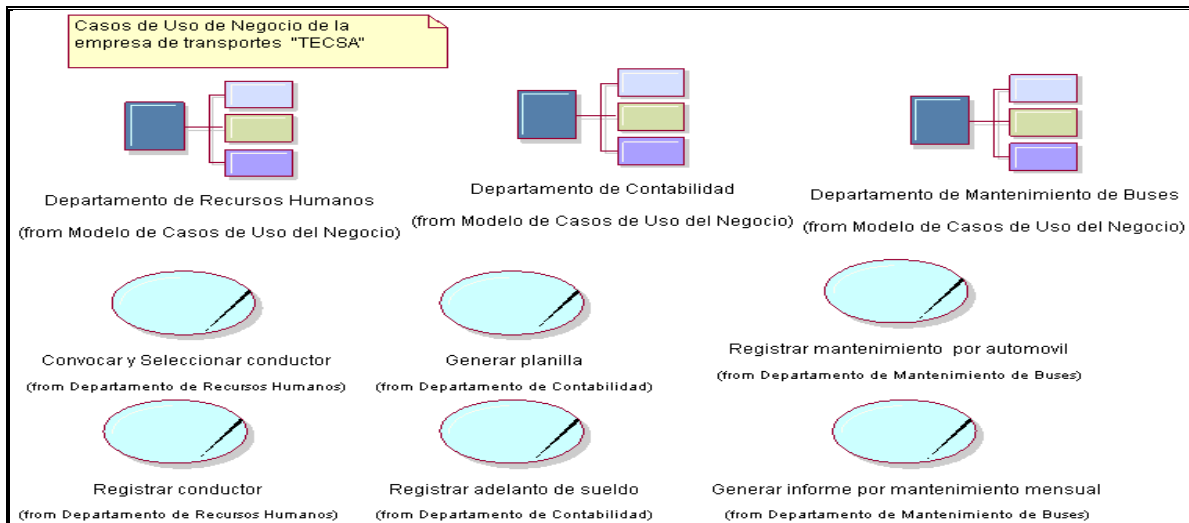 Casos de Uso de Negocio de la
empresa de transportes "TECSA"
Departamento de Recursos Humanos
(from Modelo de Casos de Uso del Negocio)
Departamento de Contabilidad
(from Modelo de Casos de Uso del Negocio)
Departamento de Mantenimiento de Buses
(from Modelo de Casos de Uso del Negocio)
Convocar y Seleccionar conductor
(from Departamento de Recursos Humanos)
Generar planilla
(from Departamento de Contabilidad)
Registrar mantenimiento por automovil
(from Departamento de Mantenimiento de Buses)
Registrar conductor
(from Departamento de Recursos Humanos)
Registrar adelanto de sueldo
(from Departamento de Contabilidad)
Generar informe por mantenimiento mensual
(from Departamento de Mantenimiento de Buses)